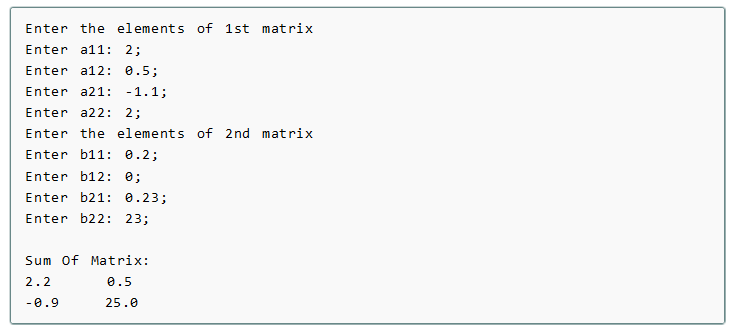 Enter the elements of 1st matrix
Enter a11: 2;
Enter a12: 0.5;
Enter a21: -1.1;
Enter a22: 2;
Enter the elements of 2nd matrix
Enter b11: 0.2;
Enter b12: 0;
Enter b21: 0.23;
Enter b22: 23;
Sum Of Matrix:
2.2 0.5
-0.9 25.0